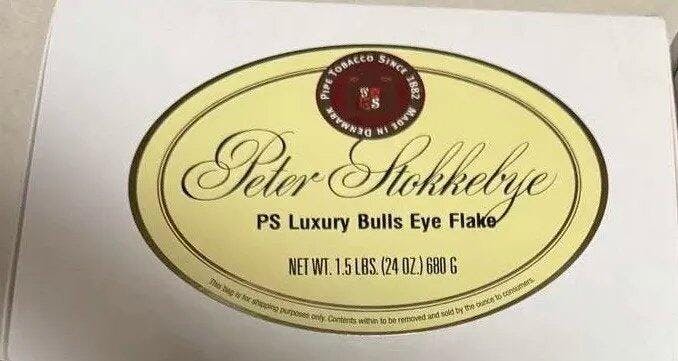 PIPE TOBACCO SINCE 1882
MADE IN DENMARK
Peter Stokkebye
PS Luxury Bulls Eye Flake
NET WT. 1.5 LBS. (24 OZ.) 680 G
This bag is for shipping purposes only. Contents within to be removed and sold by the ounce to consumers.